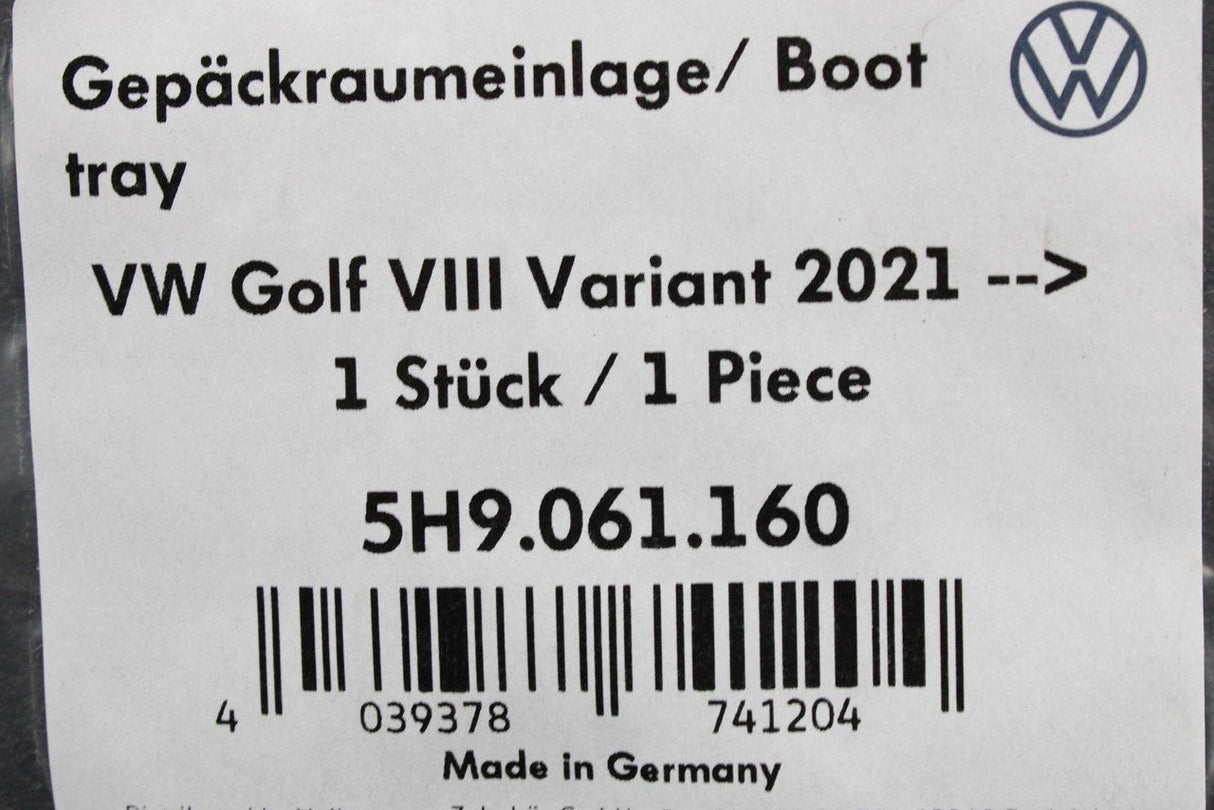 Gepäckraumeinlage/ Boot
tray
VW Golf VIII Variant 2021 -->
1 Stück / 1 Piece
5H9.061.160
4 039378 741204
Made in Germany